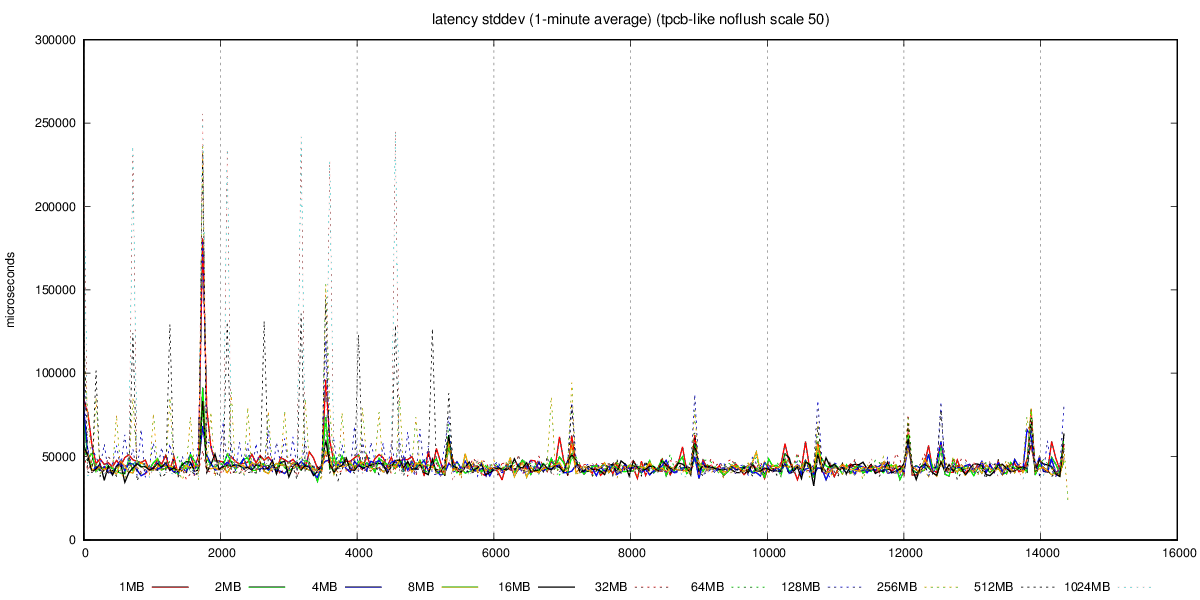 latency stddev (1-minute average) (tpcb-like noflush scale 50)
300000
250000
200000
150000
100000
50000
0
microseconds
0 2000 4000 6000 8000 10000 12000 14000 16000
1MB 2MB 4MB 8MB 16MB 32MB 64MB 128MB 256MB 512MB 1024MB